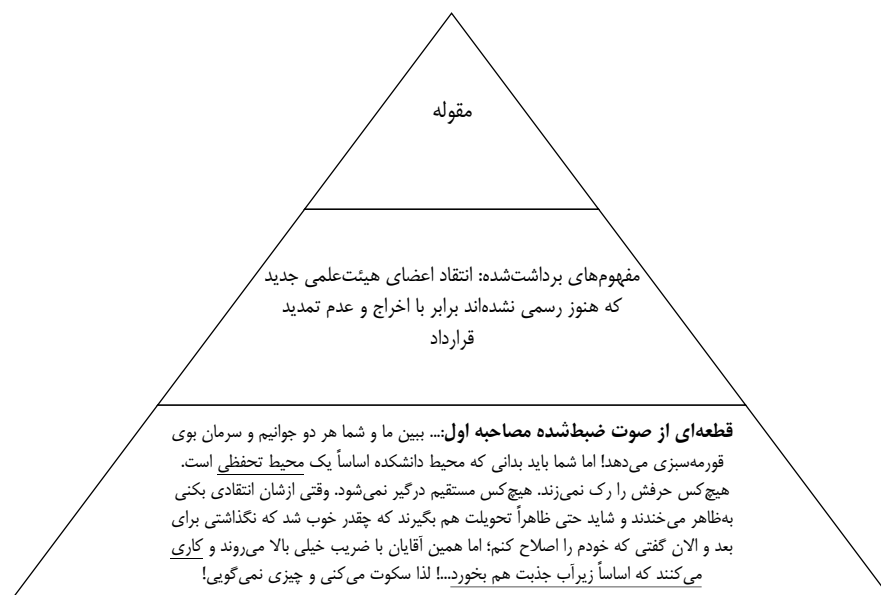 مقوله
مفهوم‌های برداشت‌شده: انتقاد اعضای هیئت‌علمی جدید
که هنوز رسمی نشده‌اند برابر با اخراج و عدم تمدید
قرارداد
قطعه‌ای از صوت ضبط‌شده مصاحبه اول:... ببین ما و شما هر دو جوانیم و سرمان بوی
قورمه‌سبزی می‌دهد! اما شما باید بدانی که محیط دانشکده اساساً یک محیط تحفظی است.
هیچ‌کس حرفش را رک نمی‌زند. هیچ‌کس مستقیم درگیر نمی‌شود. وقتی ازشان انتقادی بکنی
به‌ظاهر می‌خندند و شاید حتی ظاهراً تحویلت هم بگیرند که چقدر خوب شد که نگذاشتی برای
بعد و الان گفتی که خودم را اصلاح کنم؛ اما همین آقایان با ضریب خیلی بالا می‌روند و کاری
می‌کنند که اساساً زیرآب جذبت هم بخورد...! لذا سکوت می‌کنی و چیزی نمی‌گویی!